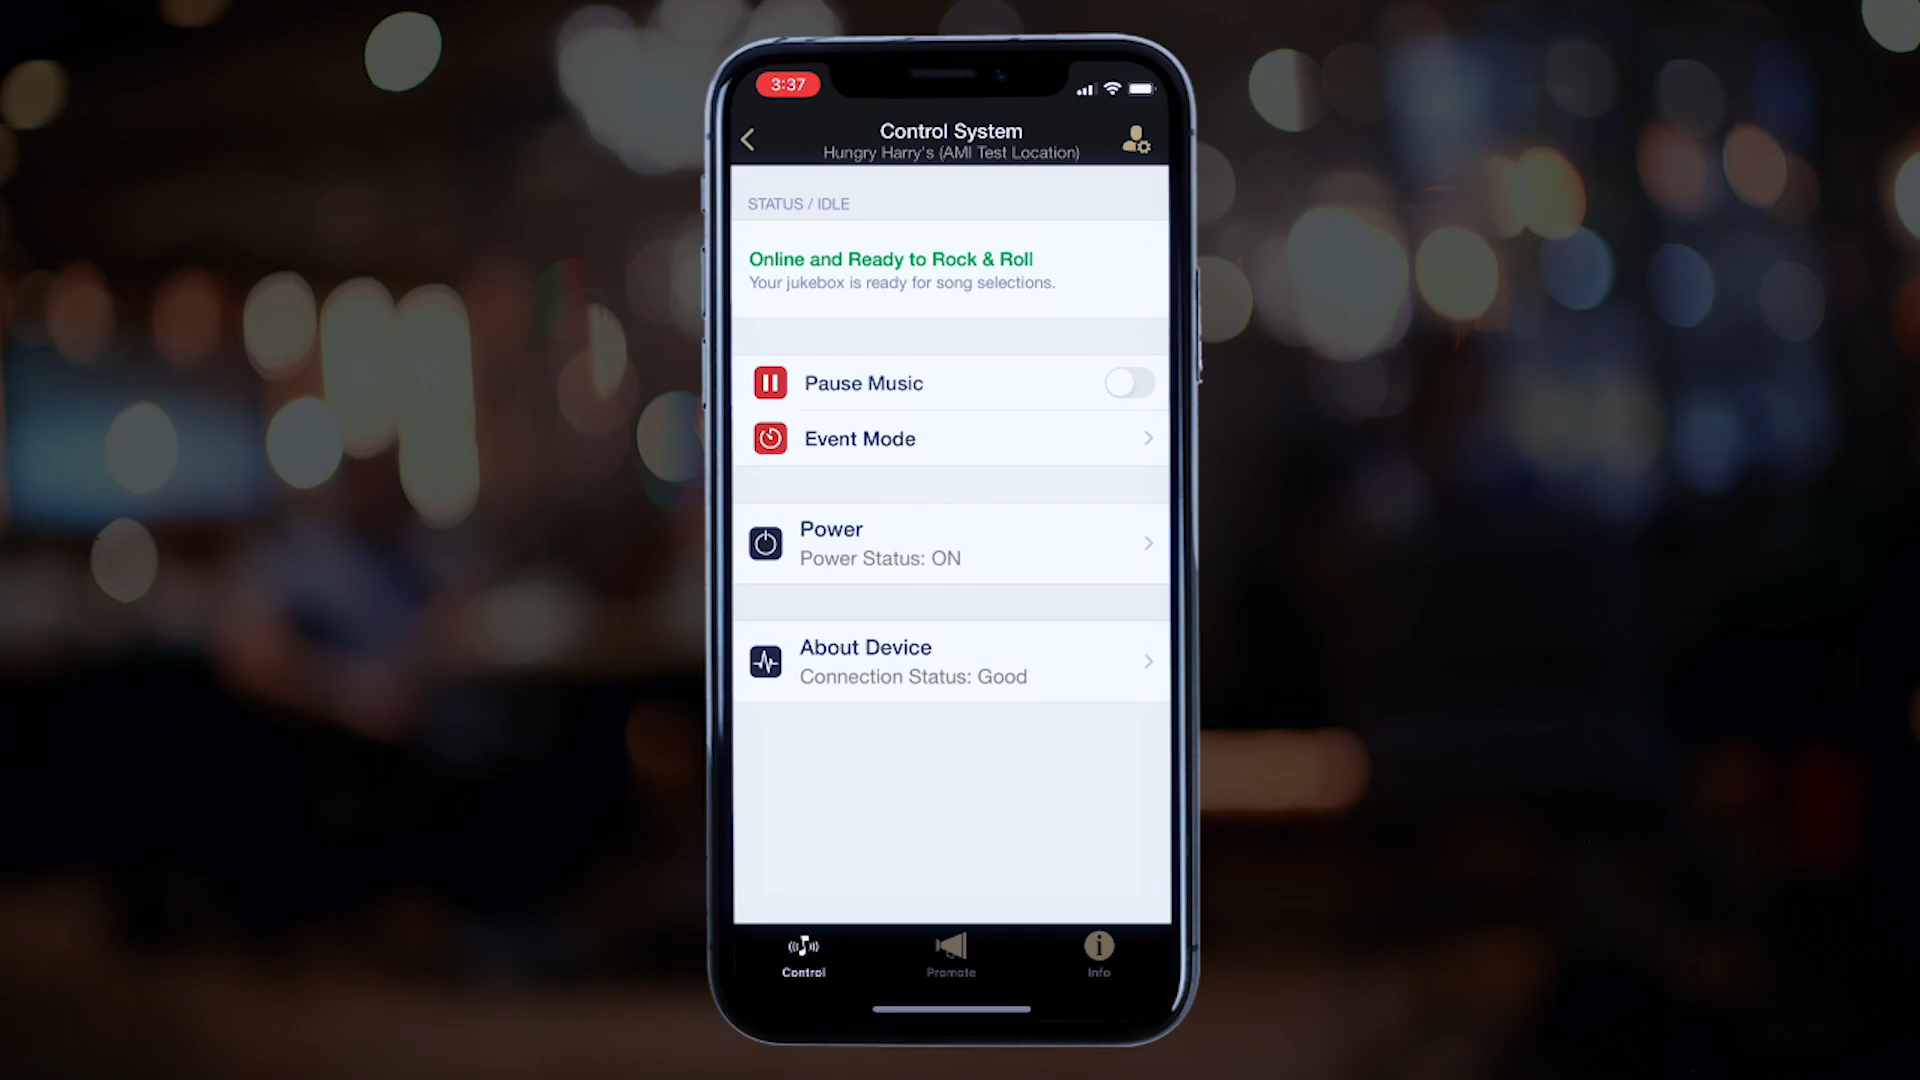 3:37
Control System
Hungry Harry's (AMI Test Location)
STATUS / IDLE
Online and Ready to Rock & Roll
Your jukebox is ready for song selections.
Pause Music
Event Mode
Power
Power Status: ON
About Device
Connection Status: Good
Control
Promote
Info